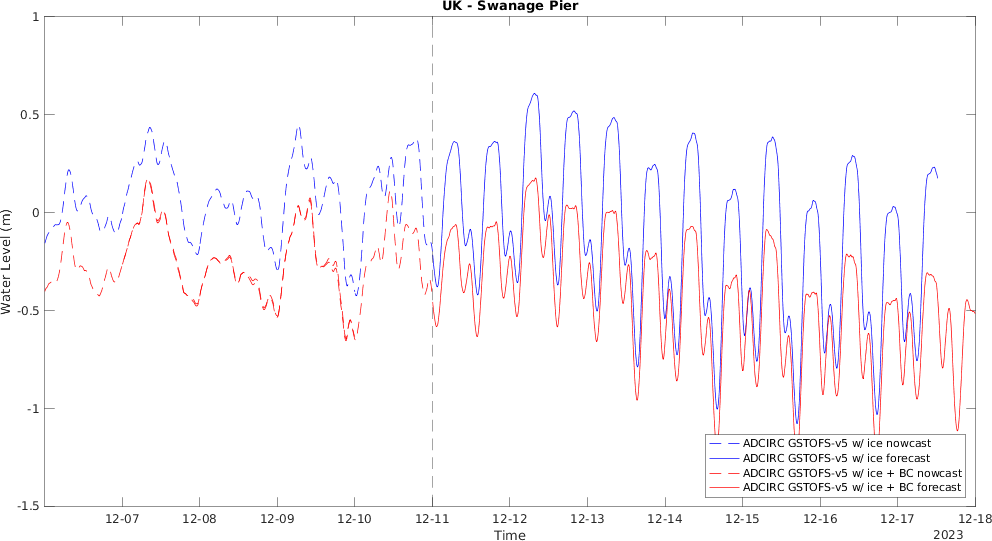 UK - Swanage Pier
1
0.5
0
-0.5
-1
-1.5
Water Level (m)
12-07
12-08
12-09
12-10
12-11
12-12
12-13
12-14
12-15
12-16
12-17
12-18
Time
2023
ADCIRC GSTOFS-v5 w/ ice nowcast
ADCIRC GSTOFS-v5 w/ ice forecast
ADCIRC GSTOFS-v5 w/ ice + BC nowcast
ADCIRC GSTOFS-v5 w/ ice + BC forecast